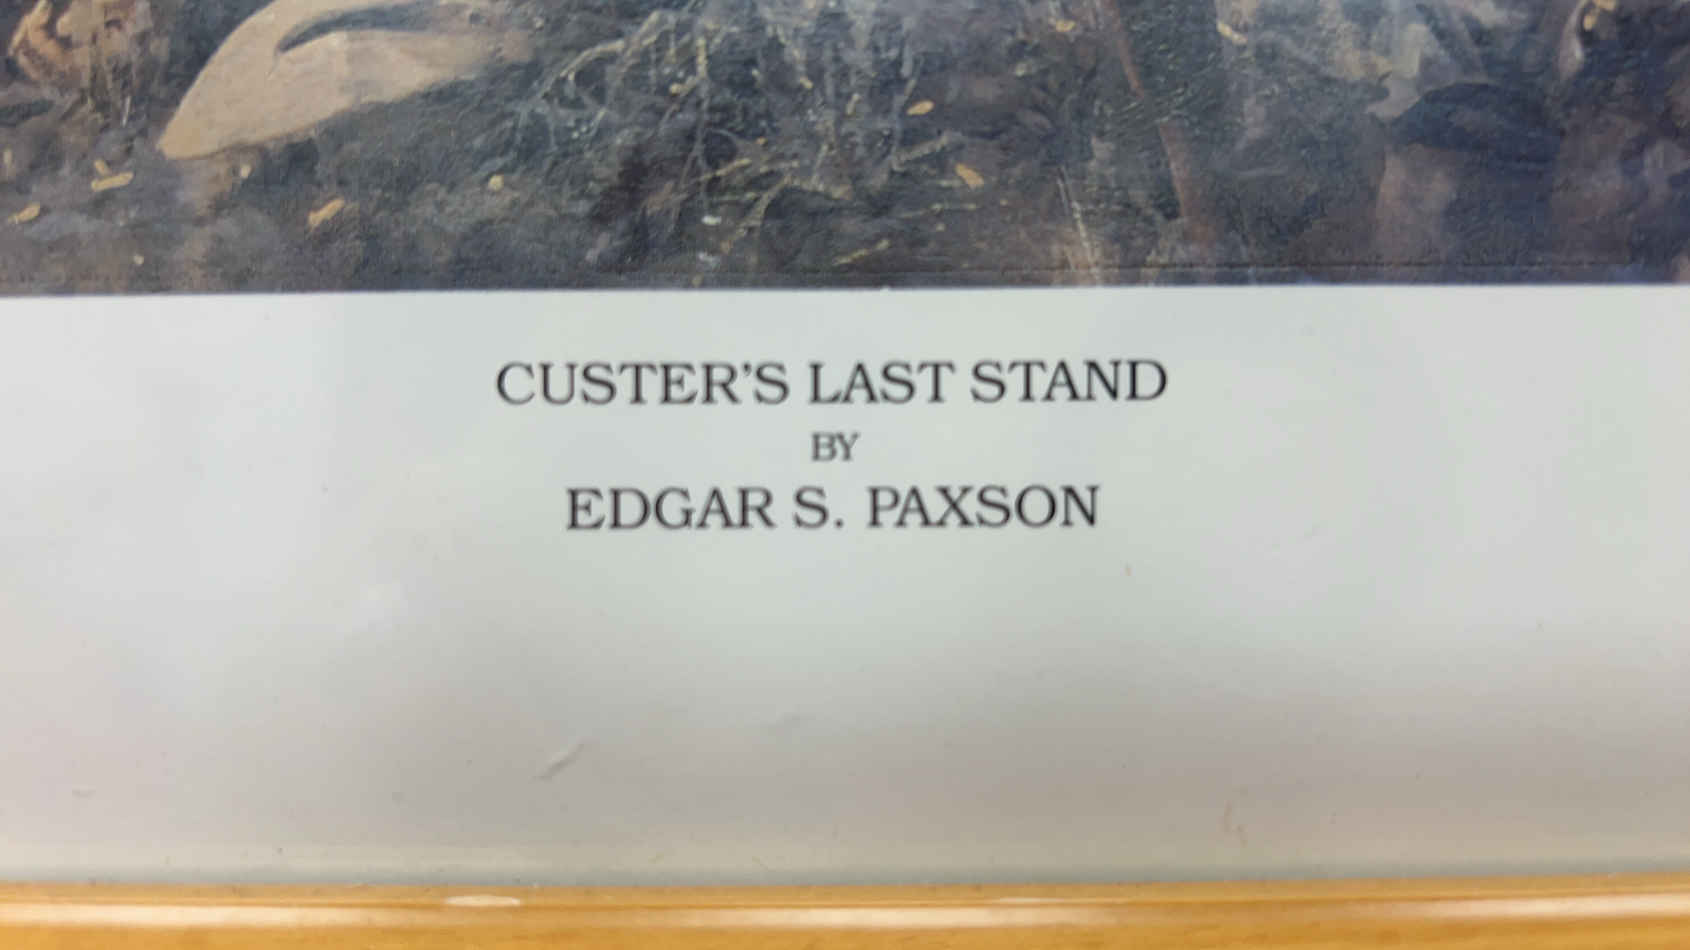 CUSTER'S LAST STAND
BY
EDGAR S. PAXSON